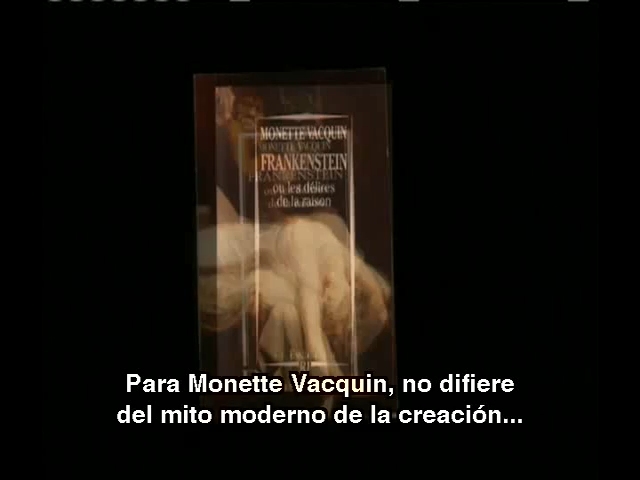 MONETTE VACQUIN
FRANKENSTEIN
ou les délires
de la raison
Para Monette Vacquin, no difiere
del mito moderno de la creación...